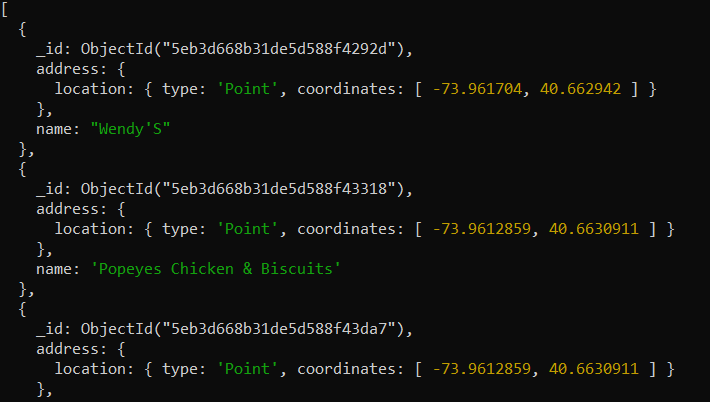 [
  {
    _id: ObjectId("5eb3d668b31de5d588f4292d"),
    address: {
      location: { type: 'Point', coordinates: [ -73.961704, 40.662942 ] }
    },
    name: "Wendy'S"
  },
  {
    _id: ObjectId("5eb3d668b31de5d588f43318"),
    address: {
      location: { type: 'Point', coordinates: [ -73.9612859, 40.6630911 ] }
    },
    name: 'Popeyes Chicken & Biscuits'
  },
  {
    _id: ObjectId("5eb3d668b31de5d588f43da7"),
    address: {
      location: { type: 'Point', coordinates: [ -73.9612859, 40.6630911 ] }
    },